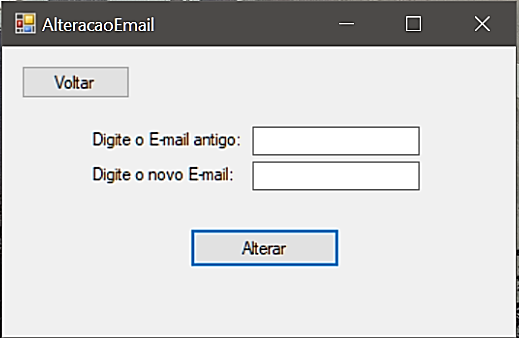 AlteracaoEmail
Voltar
Digite o E-mail antigo:
Digite o novo E-mail:
Alterar